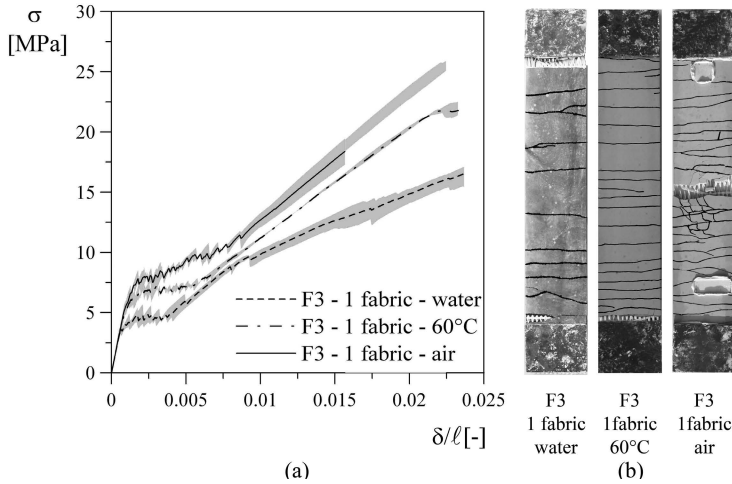 σ
[MPa]
30
25
20
15
10
5
0
F3 - 1 fabric - water
F3 - 1 fabric - 60°C
F3 - 1 fabric - air
0
0.005
0.01
0.015
0.02
0.025
δ/ℓ[-]
(a)
F3
1 fabric
water
F3
1fabric
60°C
F3
1fabric
air
(b)